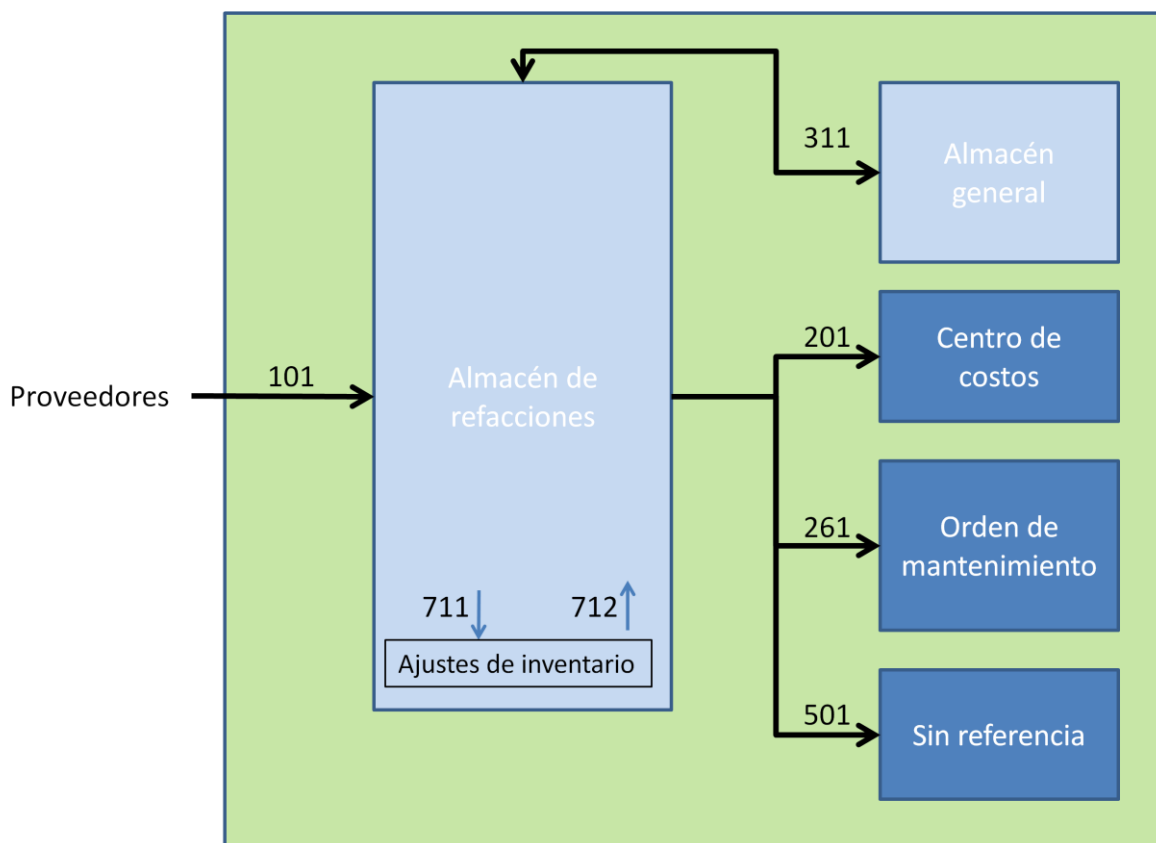 311
Almacén
general
201
Centro de
costos
Proveedores
101
Almacén de
refacciones
261
Orden de
mantenimiento
711
712
Ajustes de inventario
501
Sin referencia